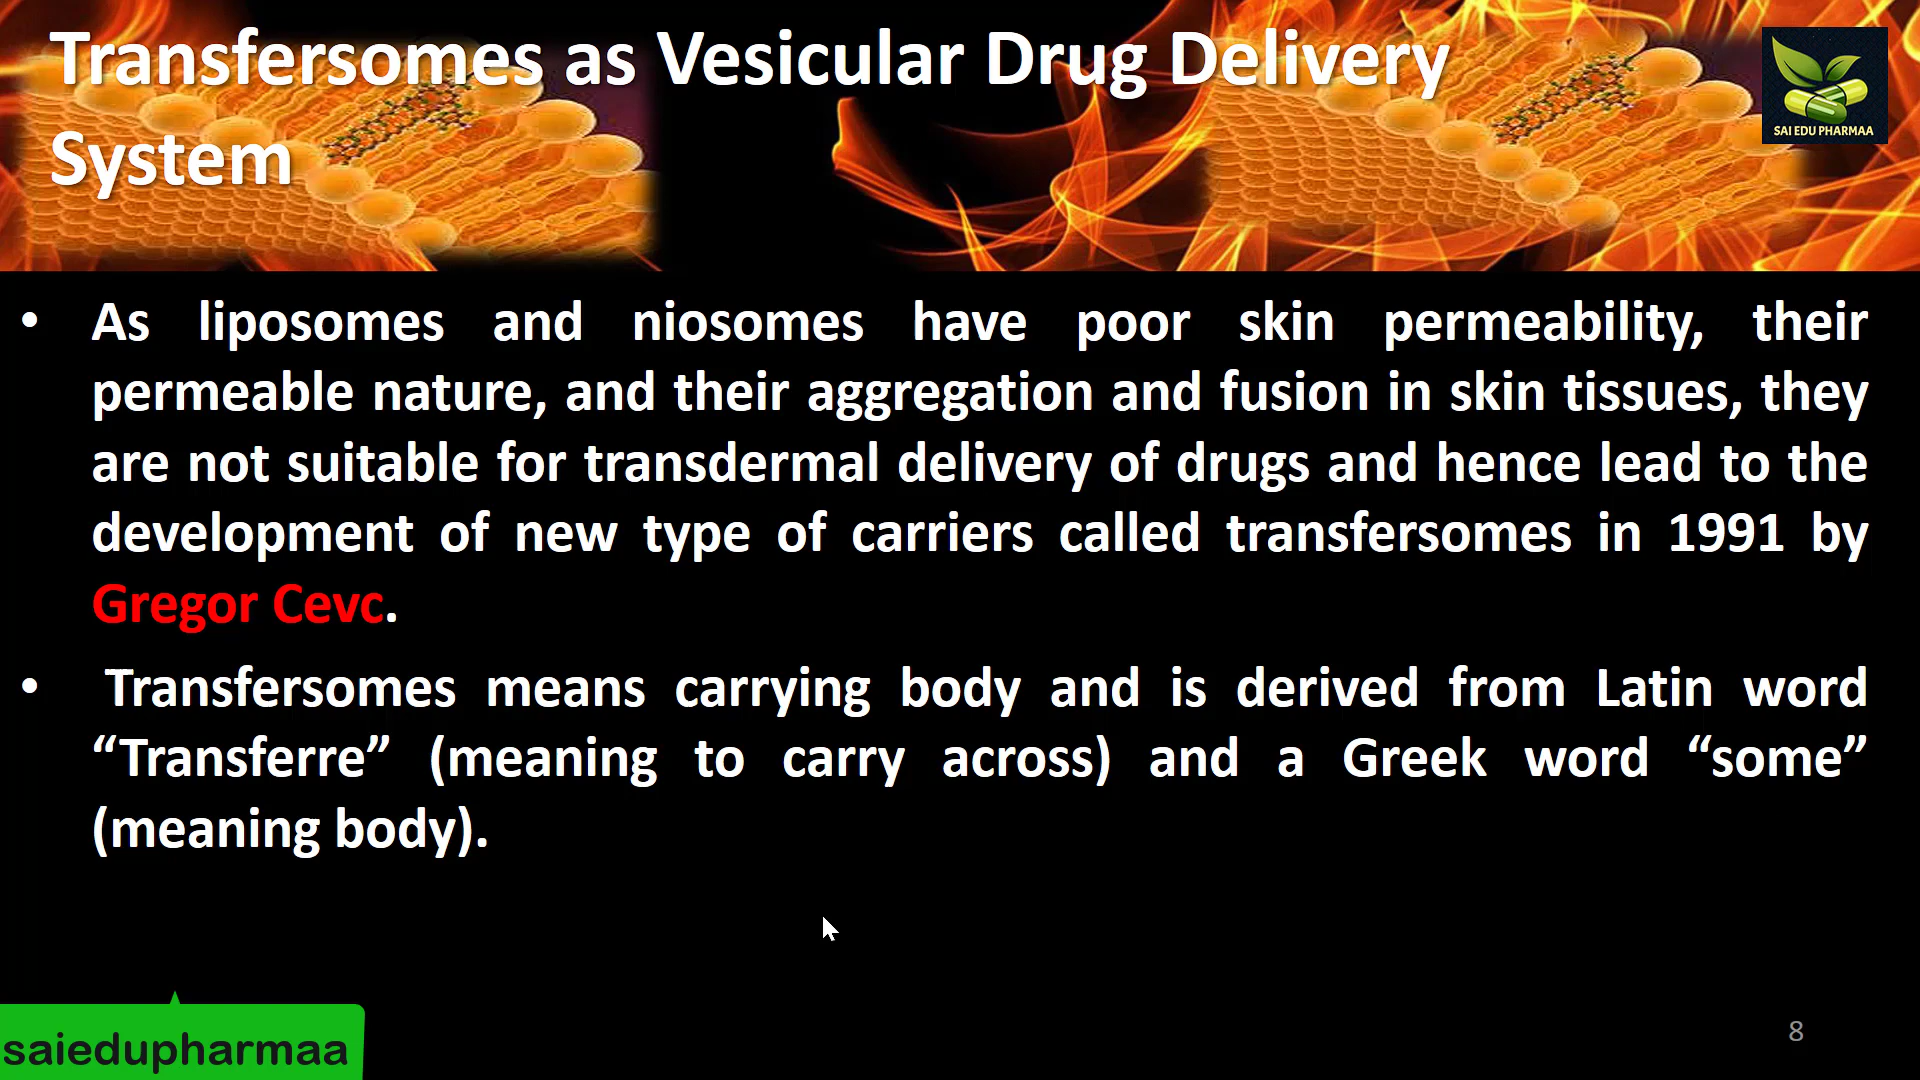 Transfersomes as Vesicular Drug Delivery
System
SAI EDU PHARMAA
• As liposomes and niosomes have poor skin permeability, their
permeable nature, and their aggregation and fusion in skin tissues, they
are not suitable for transdermal delivery of drugs and hence lead to the
development of new type of carriers called transfersomes in 1991 by
Gregor Cevc.
• Transfersomes means carrying body and is derived from Latin word
“Transferre” (meaning to carry across) and a Greek word “some”
(meaning body).
saiedupharmaa
8